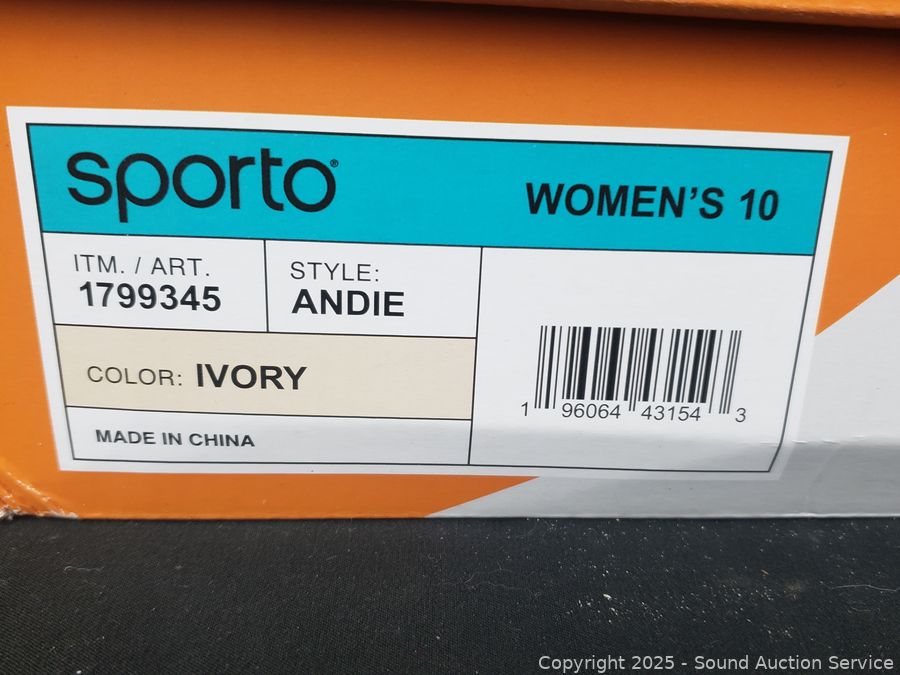 sporto®
WOMEN'S 10
ITM. / ART.
1799345
STYLE:
ANDIE
COLOR: IVORY
MADE IN CHINA
1 96064 43154 3
Copyright © 2025 - Sound Auction Service